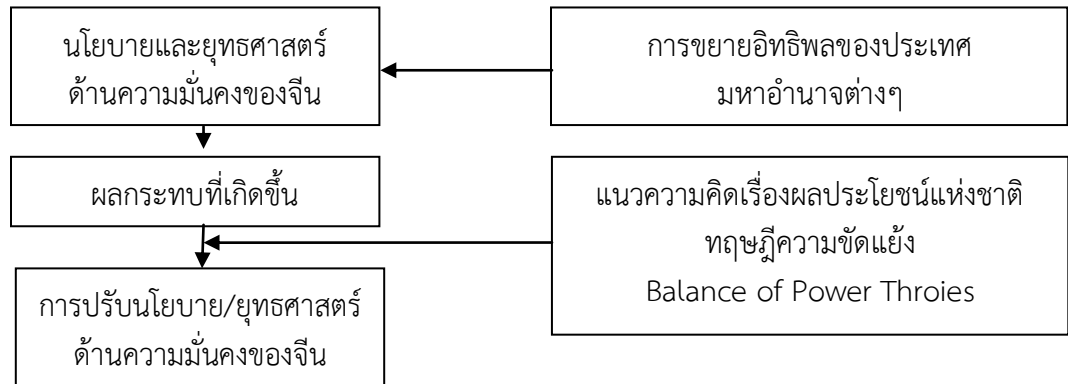 นโยบายและยุทธศาสตร์
ด้านความมั่นคงของจีน
การขยายอิทธิพลของประเทศ
มหาอำนาจต่างๆ
ผลกระทบที่เกิดขึ้น
แนวความคิดเรื่องผลประโยชน์แห่งชาติ
ทฤษฎีความขัดแย้ง
Balance of Power Throies
การปรับนโยบาย/ยุทธศาสตร์
ด้านความมั่นคงของจีน